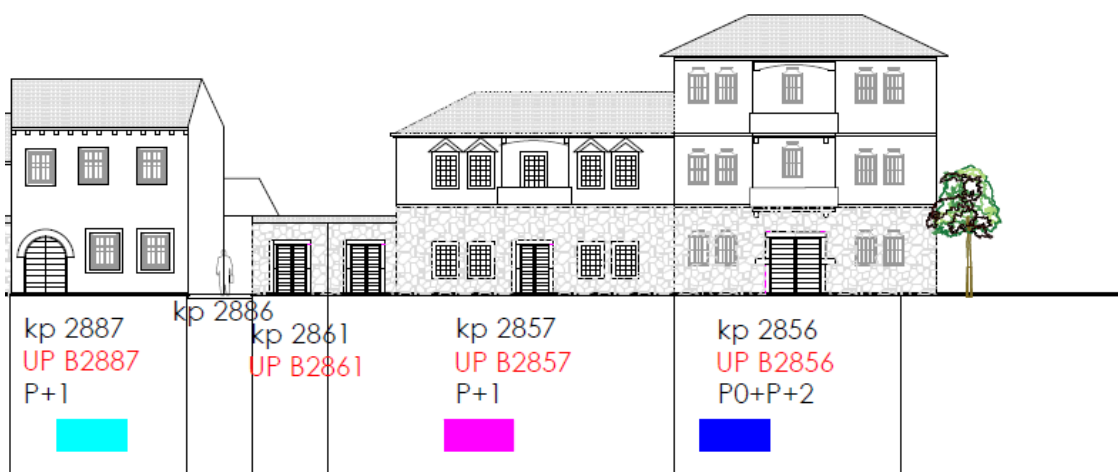 kp 2887
UP B2887
P+1
kp 2886
kp 2861
UP B2861
kp 2857
UP B2857
P+1
kp 2856
UP B2856
P0+P+2